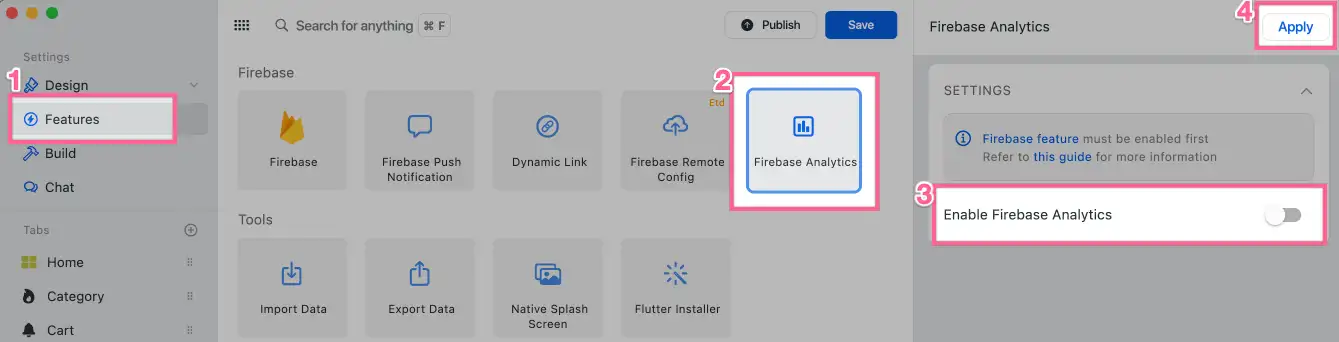 Search for anything ⌘ F
Publish
Save
Firebase Analytics
4
Apply
Settings
1
Design
Features
Build
Chat
Tabs
Home
Category
Cart
Firebase
2
Firebase
Firebase Push
Notification
Dynamic Link
Etd
Firebase Remote
Config
Firebase Analytics
Tools
Import Data
Export Data
Native Splash
Screen
Flutter Installer
SETTINGS
Firebase feature must be enabled first
Refer to this guide for more information
3
Enable Firebase Analytics